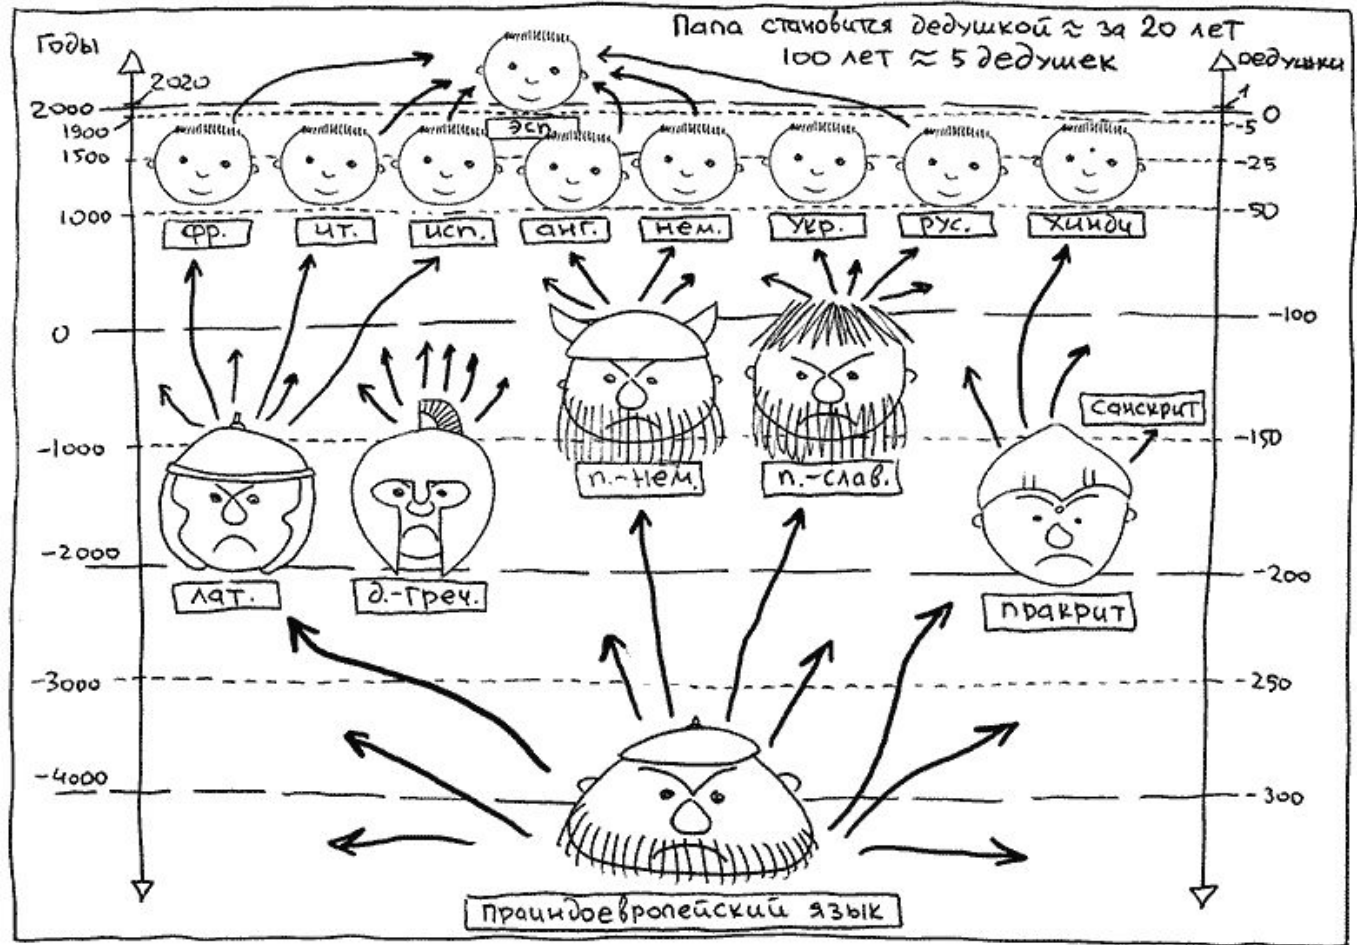 Папа становится дедушкой ≈ за 20 лет
100 лет ≈ 5 дедушек
Годы
дедушки
2020
1
2000
0
1900
-5
эсп
1500
-25
1000
-50
фр.
ит.
исп.
анг.
нем.
укр.
рус.
хинди
0
-100
Санскрит
-1000
-150
п.-нем.
п.-слав.
-2000
-200
лат.
д.-греч.
пракрит
-3000
-250
-4000
-300
праиндоевропейский язык